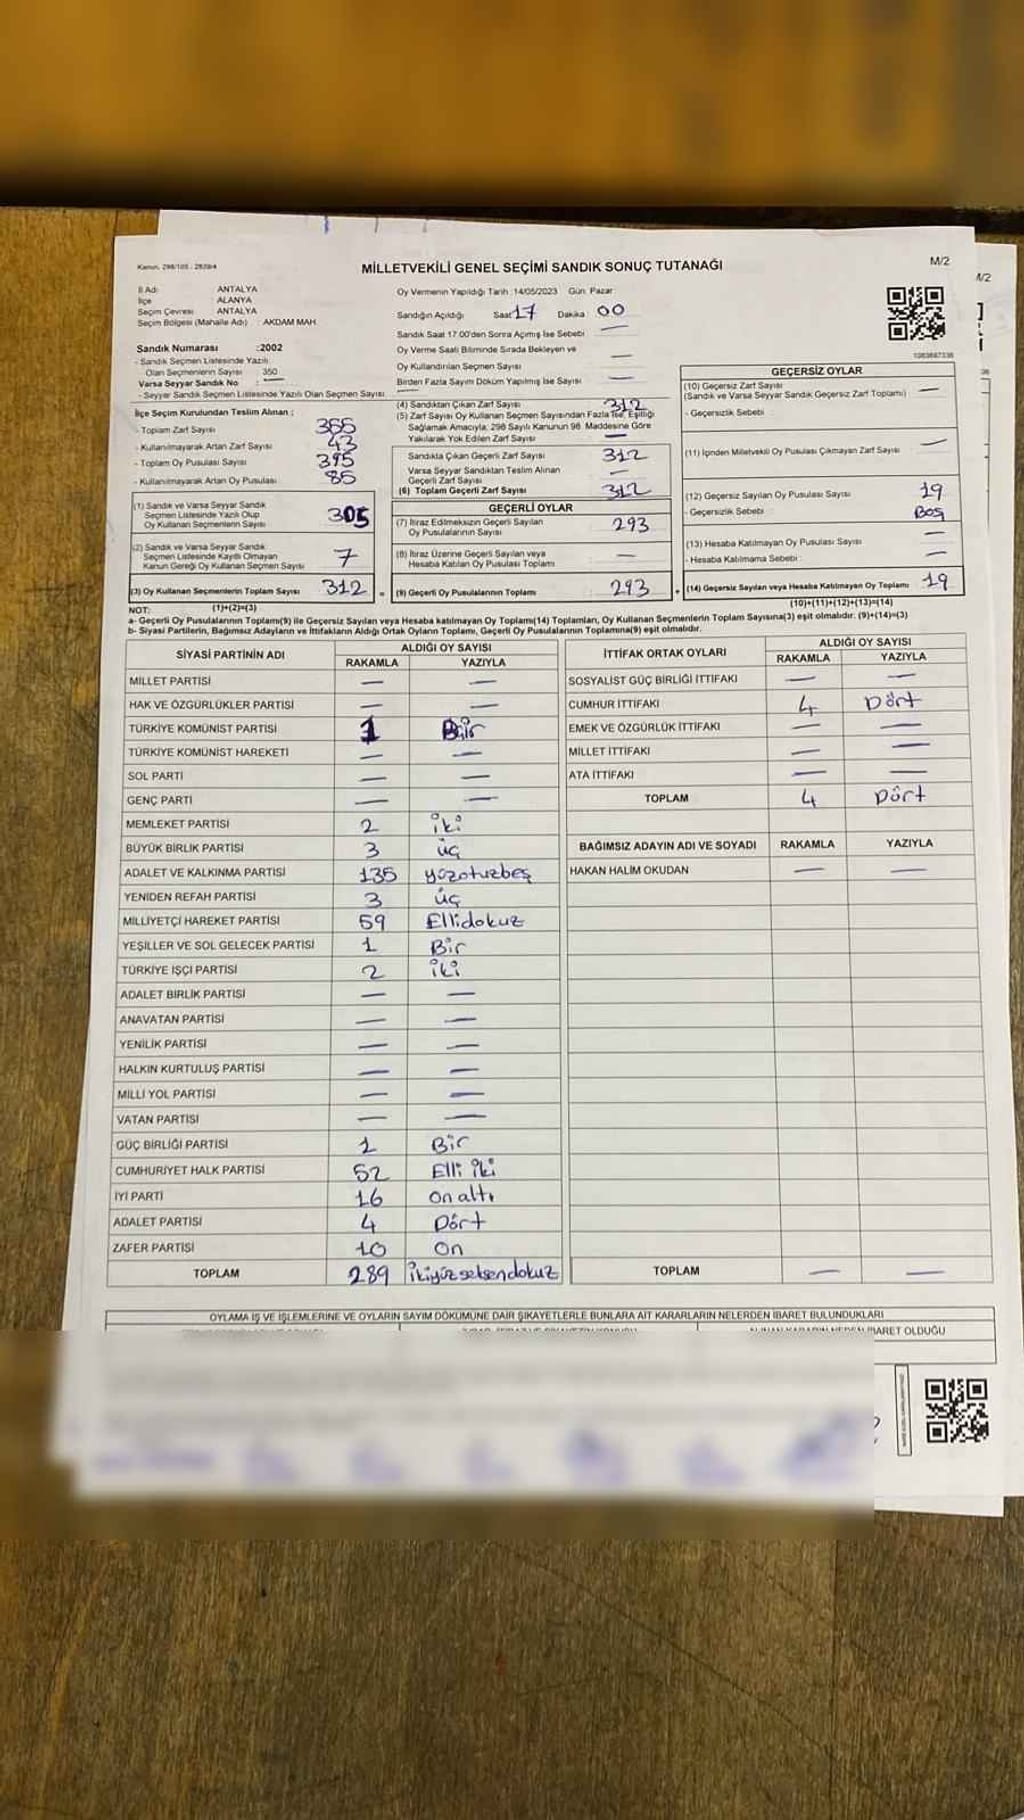 Kanun, 298/105 - 2839/4
M/2
MİLLETVEKİLİ GENEL SEÇİMİ SANDIK SONUÇ TUTANAĞI
İl Adı : ANTALYA
İlçe : ALANYA
Seçim Çevresi : ANTALYA
Seçim Bölgesi (Mahalle Adı) : AKDAM MAH.
Sandık Numarası :2002
- Sandık Seçmen Listesinde Yazılı
Olan Seçmenlerin Sayısı 350
Varsa Seyyar Sandık No : —
- Seyyar Sandık Seçmen Listesinde Yazılı Olan Seçmen Sayısı
Oy Vermenin Yapıldığı Tarih :14/05/2023 Gün: Pazar
Sandığın Açıldığı Saat 17 Dakika 00
Sandık Saat 17.00'den Sonra Açılmış İse Sebebi —
Oy Verme Saati Bitiminde Sırada Bekleyen ve
Oy Kullandırılan Seçmen Sayısı —
Birden Fazla Sayım Döküm Yapılmış İse Sayısı —
İlçe Seçim Kurulundan Teslim Alınan ;
- Toplam Zarf Sayısı 355
- Kullanılmayarak Artan Zarf Sayısı 43
- Toplam Oy Pusulası Sayısı 395
- Kullanılmayarak Artan Oy Pusulası 85
(1) Sandık ve Varsa Seyyar Sandık
Seçmen Listesinde Yazılı Olup
Oy Kullanan Seçmenlerin Sayısı 305
(2) Sandık ve Varsa Seyyar Sandık
Seçmen Listesinde Kayıtlı Olmayan
Kanun Gereği Oy Kullanan Seçmen Sayısı 7
(3) Oy Kullanan Seçmenlerin Toplam Sayısı 312
(1)+(2)=(3)
(4) Sandıktan Çıkan Zarf Sayısı 312
(5) Zarf Sayısı Oy Kullanan Seçmen Sayısından Fazla İse, Eşitliği
Sağlamak Amacıyla; 298 Sayılı Kanunun 98. Maddesine Göre
Yakılarak Yok Edilen Zarf Sayısı —
Sandıkta Çıkan Geçerli Zarf Sayısı 312
Varsa Seyyar Sandıktan Teslim Alınan
Geçerli Zarf Sayısı —
(6) Toplam Geçerli Zarf Sayısı 312
GEÇERLİ OYLAR
(7) İtiraz Edilmeksizin Geçerli Sayılan
Oy Pusulalarının Sayısı 293
(8) İtiraz Üzerine Geçerli Sayılan veya
Hesaba Katılan Oy Pusulası Toplamı —
(9) Geçerli Oy Pusulalarının Toplamı 293
GEÇERSİZ OYLAR
(10) Geçersiz Zarf Sayısı —
(Sandık ve Varsa Seyyar Sandık Geçersiz Zarf Toplamı)
- Geçersizlik Sebebi :
(11) İçinden Milletvekili Oy Pusulası Çıkmayan Zarf Sayısı —
(12) Geçersiz Sayılan Oy Pusulası Sayısı 19
- Geçersizlik Sebebi : Boş
(13) Hesaba Katılmayan Oy Pusulası Sayısı —
- Hesaba Katılmama Sebebi : —
(14) Geçersiz Sayılan veya Hesaba Katılmayan Oy Toplamı 19
(10)+(11)+(12)+(13)=(14)
NOT:
a- Geçerli Oy Pusulalarının Toplamı(9) ile Geçersiz Sayılan veya Hesaba Katılmayan Oy Toplamı(14) Toplamları, Oy Kullanan Seçmenlerin Toplam Sayısına(3) eşit olmalıdır. (9)+(14)=(3)
b- Siyasi Partilerin, Bağımsız Adayların ve İttifakların Aldığı Ortak Oyların Toplamı, Geçerli Oy Pusulalarının Toplamına(9) eşit olmalıdır.
SİYASİ PARTİNİN ADI ALDIĞI OY SAYISI
RAKAMLA YAZIYLA
MİLLET PARTİSİ — —
HAK VE ÖZGÜRLÜKLER PARTİSİ — —
TÜRKİYE KOMÜNİST PARTİSİ 1 Bir
TÜRKİYE KOMÜNİST HAREKETİ — —
SOL PARTİ — —
GENÇ PARTİ — —
MEMLEKET PARTİSİ 2 iki
BÜYÜK BİRLİK PARTİSİ 3 üç
ADALET VE KALKINMA PARTİSİ 135 yüzotuzbeş
YENİDEN REFAH PARTİSİ 3 üç
MİLLİYETÇİ HAREKET PARTİSİ 59 Ellidokuz
YEŞİLLER VE SOL GELECEK PARTİSİ 1 Bir
TÜRKİYE İŞÇİ PARTİSİ 2 iki
ADALET BİRLİK PARTİSİ — —
ANAVATAN PARTİSİ — —
YENİLİK PARTİSİ — —
HALKIN KURTULUŞ PARTİSİ — —
MİLLİ YOL PARTİSİ — —
VATAN PARTİSİ — —
GÜÇ BİRLİĞİ PARTİSİ 1 Bir
CUMHURİYET HALK PARTİSİ 52 Elli iki
İYİ PARTİ 16 on altı
ADALET PARTİSİ 4 Dört
ZAFER PARTİSİ 10 On
TOPLAM 289 ikiyüzseksendokuz
İTTİFAK ORTAK OYLARI ALDIĞI OY SAYISI
RAKAMLA YAZIYLA
SOSYALİST GÜÇ BİRLİĞİ İTTİFAKI — —
CUMHUR İTTİFAKI 4 Dört
EMEK VE ÖZGÜRLÜK İTTİFAKI — —
MİLLET İTTİFAKI — —
ATA İTTİFAKI — —
TOPLAM 4 Dört
BAĞIMSIZ ADAYIN ADI VE SOYADI RAKAMLA YAZIYLA
HAKAN HALİM OKUDAN — —
TOPLAM — —
OYLAMA İŞ VE İŞLEMLERİNE VE OYLARIN SAYIM DÖKÜMÜNE DAİR ŞİKAYETLERLE BUNLARA AİT KARARLARIN NELERDEN İBARET BULUNDUKLARI
İBARET OLDUĞU